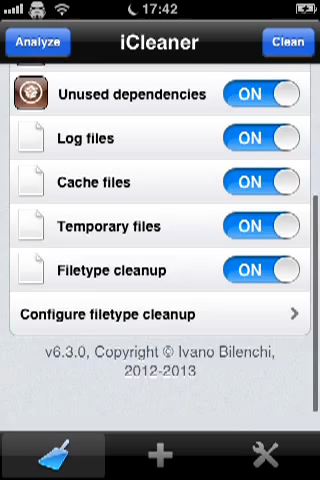 17:42
Analyze
iCleaner
Clean
Unused dependencies
ON
Log files
ON
Cache files
ON
Temporary files
ON
Filetype cleanup
ON
Configure filetype cleanup
v6.3.0, Copyright © Ivano Bilenchi,
2012-2013